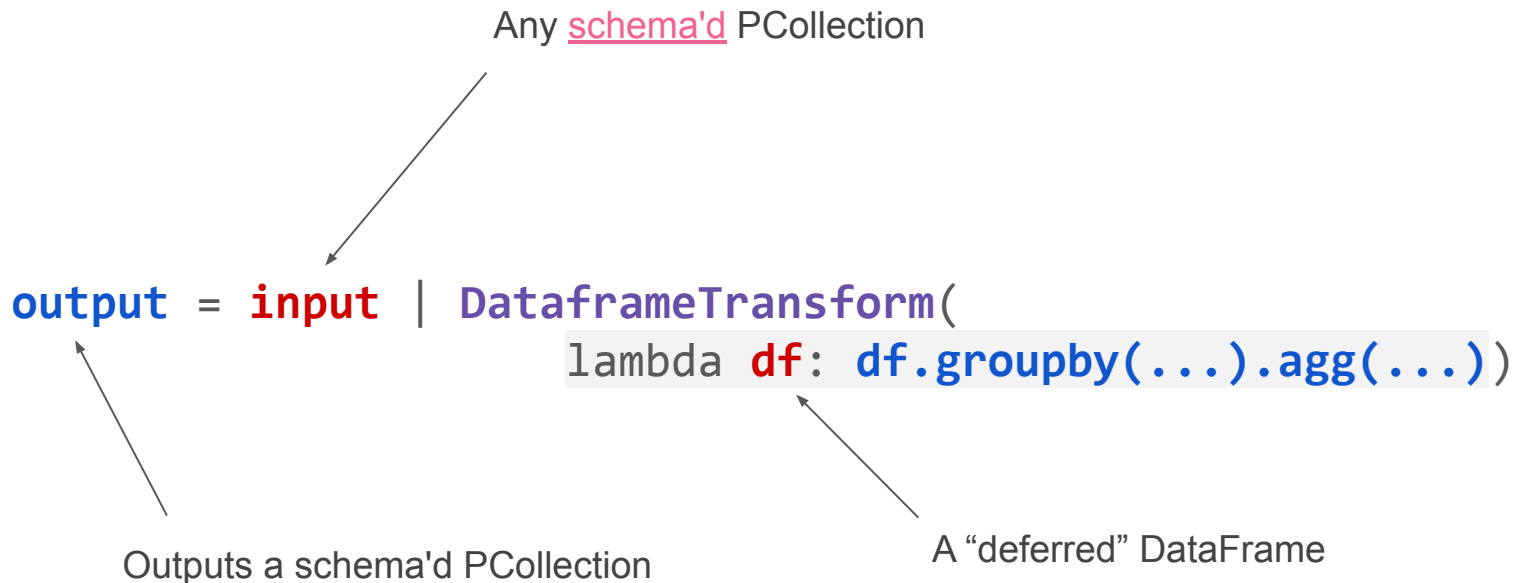 Any schema'd PCollection
output = input | DataframeTransform(
lambda df: df.groupby(...).agg(...))
Outputs a schema'd PCollection
A “deferred” DataFrame